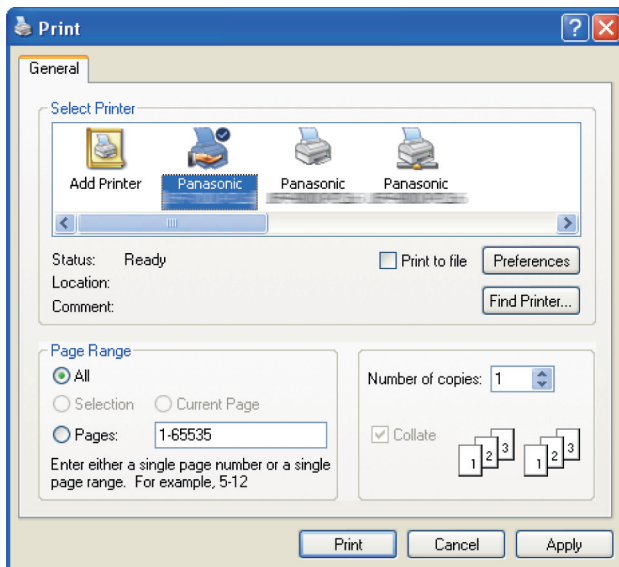 Print
General
Select Printer
Add Printer Panasonic Panasonic Panasonic
Status: Ready Print to file Preferences
Location:
Comment: Find Printer...
Page Range
All Number of copies: 1
Selection Current Page
Pages: 1-65535 Collate
Enter either a single page number or a single
page range. For example, 5-12
1 2 3 1 2 3
Print Cancel Apply